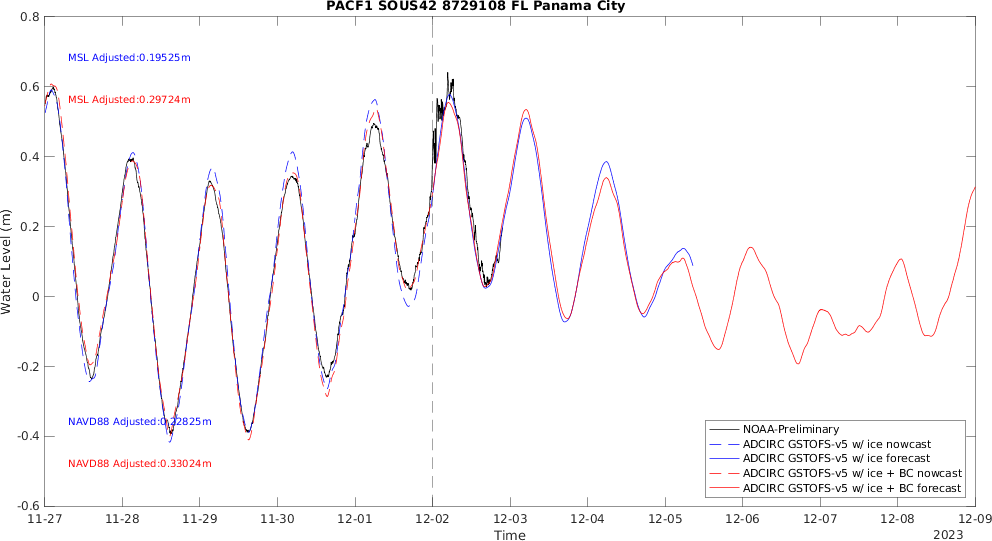 PACF1 SOUS42 8729108 FL Panama City
0.8
0.6
0.4
0.2
0
-0.2
-0.4
-0.6
Water Level (m)
MSL Adjusted:0.19525m
MSL Adjusted:0.29724m
NAVD88 Adjusted:0.22825m
NAVD88 Adjusted:0.33024m
NOAA-Preliminary
ADCIRC GSTOFS-v5 w/ ice nowcast
ADCIRC GSTOFS-v5 w/ ice forecast
ADCIRC GSTOFS-v5 w/ ice + BC nowcast
ADCIRC GSTOFS-v5 w/ ice + BC forecast
11-27 11-28 11-29 11-30 12-01 12-02 12-03 12-04 12-05 12-06 12-07 12-08 12-09
Time
2023